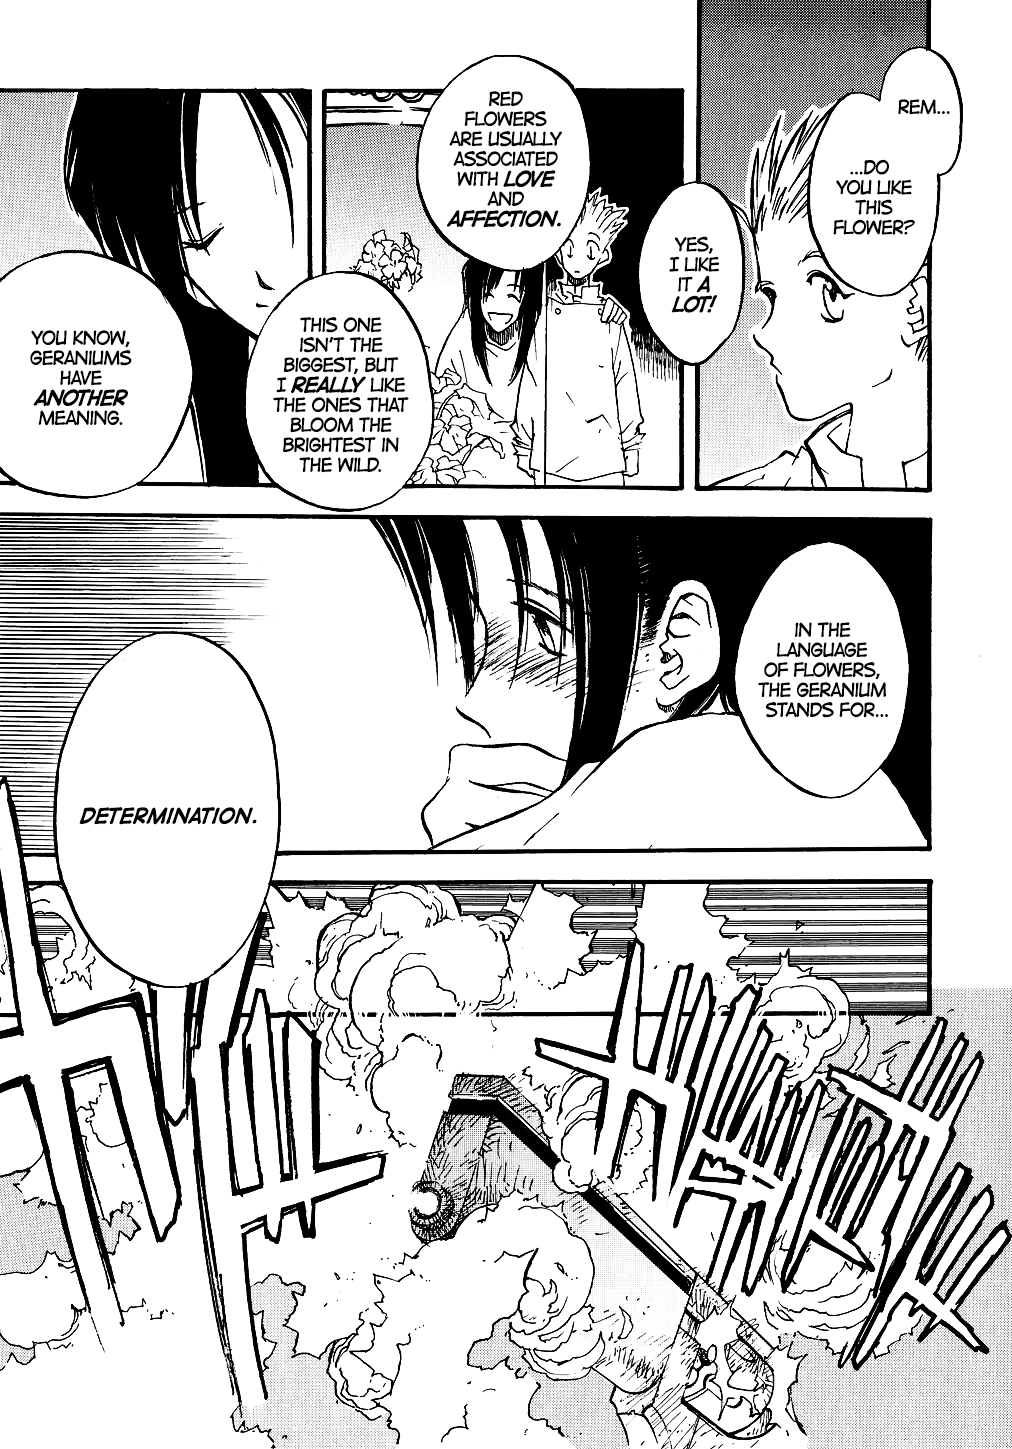 REM...
...DO
YOU LIKE
THIS
FLOWER?
YES,
I LIKE
IT A
LOT!
RED
FLOWERS
ARE USUALLY
ASSOCIATED
WITH LOVE
AND
AFFECTION.
THIS ONE
ISN'T THE
BIGGEST, BUT
I REALLY LIKE
THE ONES THAT
BLOOM THE
BRIGHTEST IN
THE WILD.
YOU KNOW,
GERANIUMS
HAVE
ANOTHER
MEANING.
IN THE
LANGUAGE
OF FLOWERS,
THE GERANIUM
STANDS FOR...
DETERMINATION.